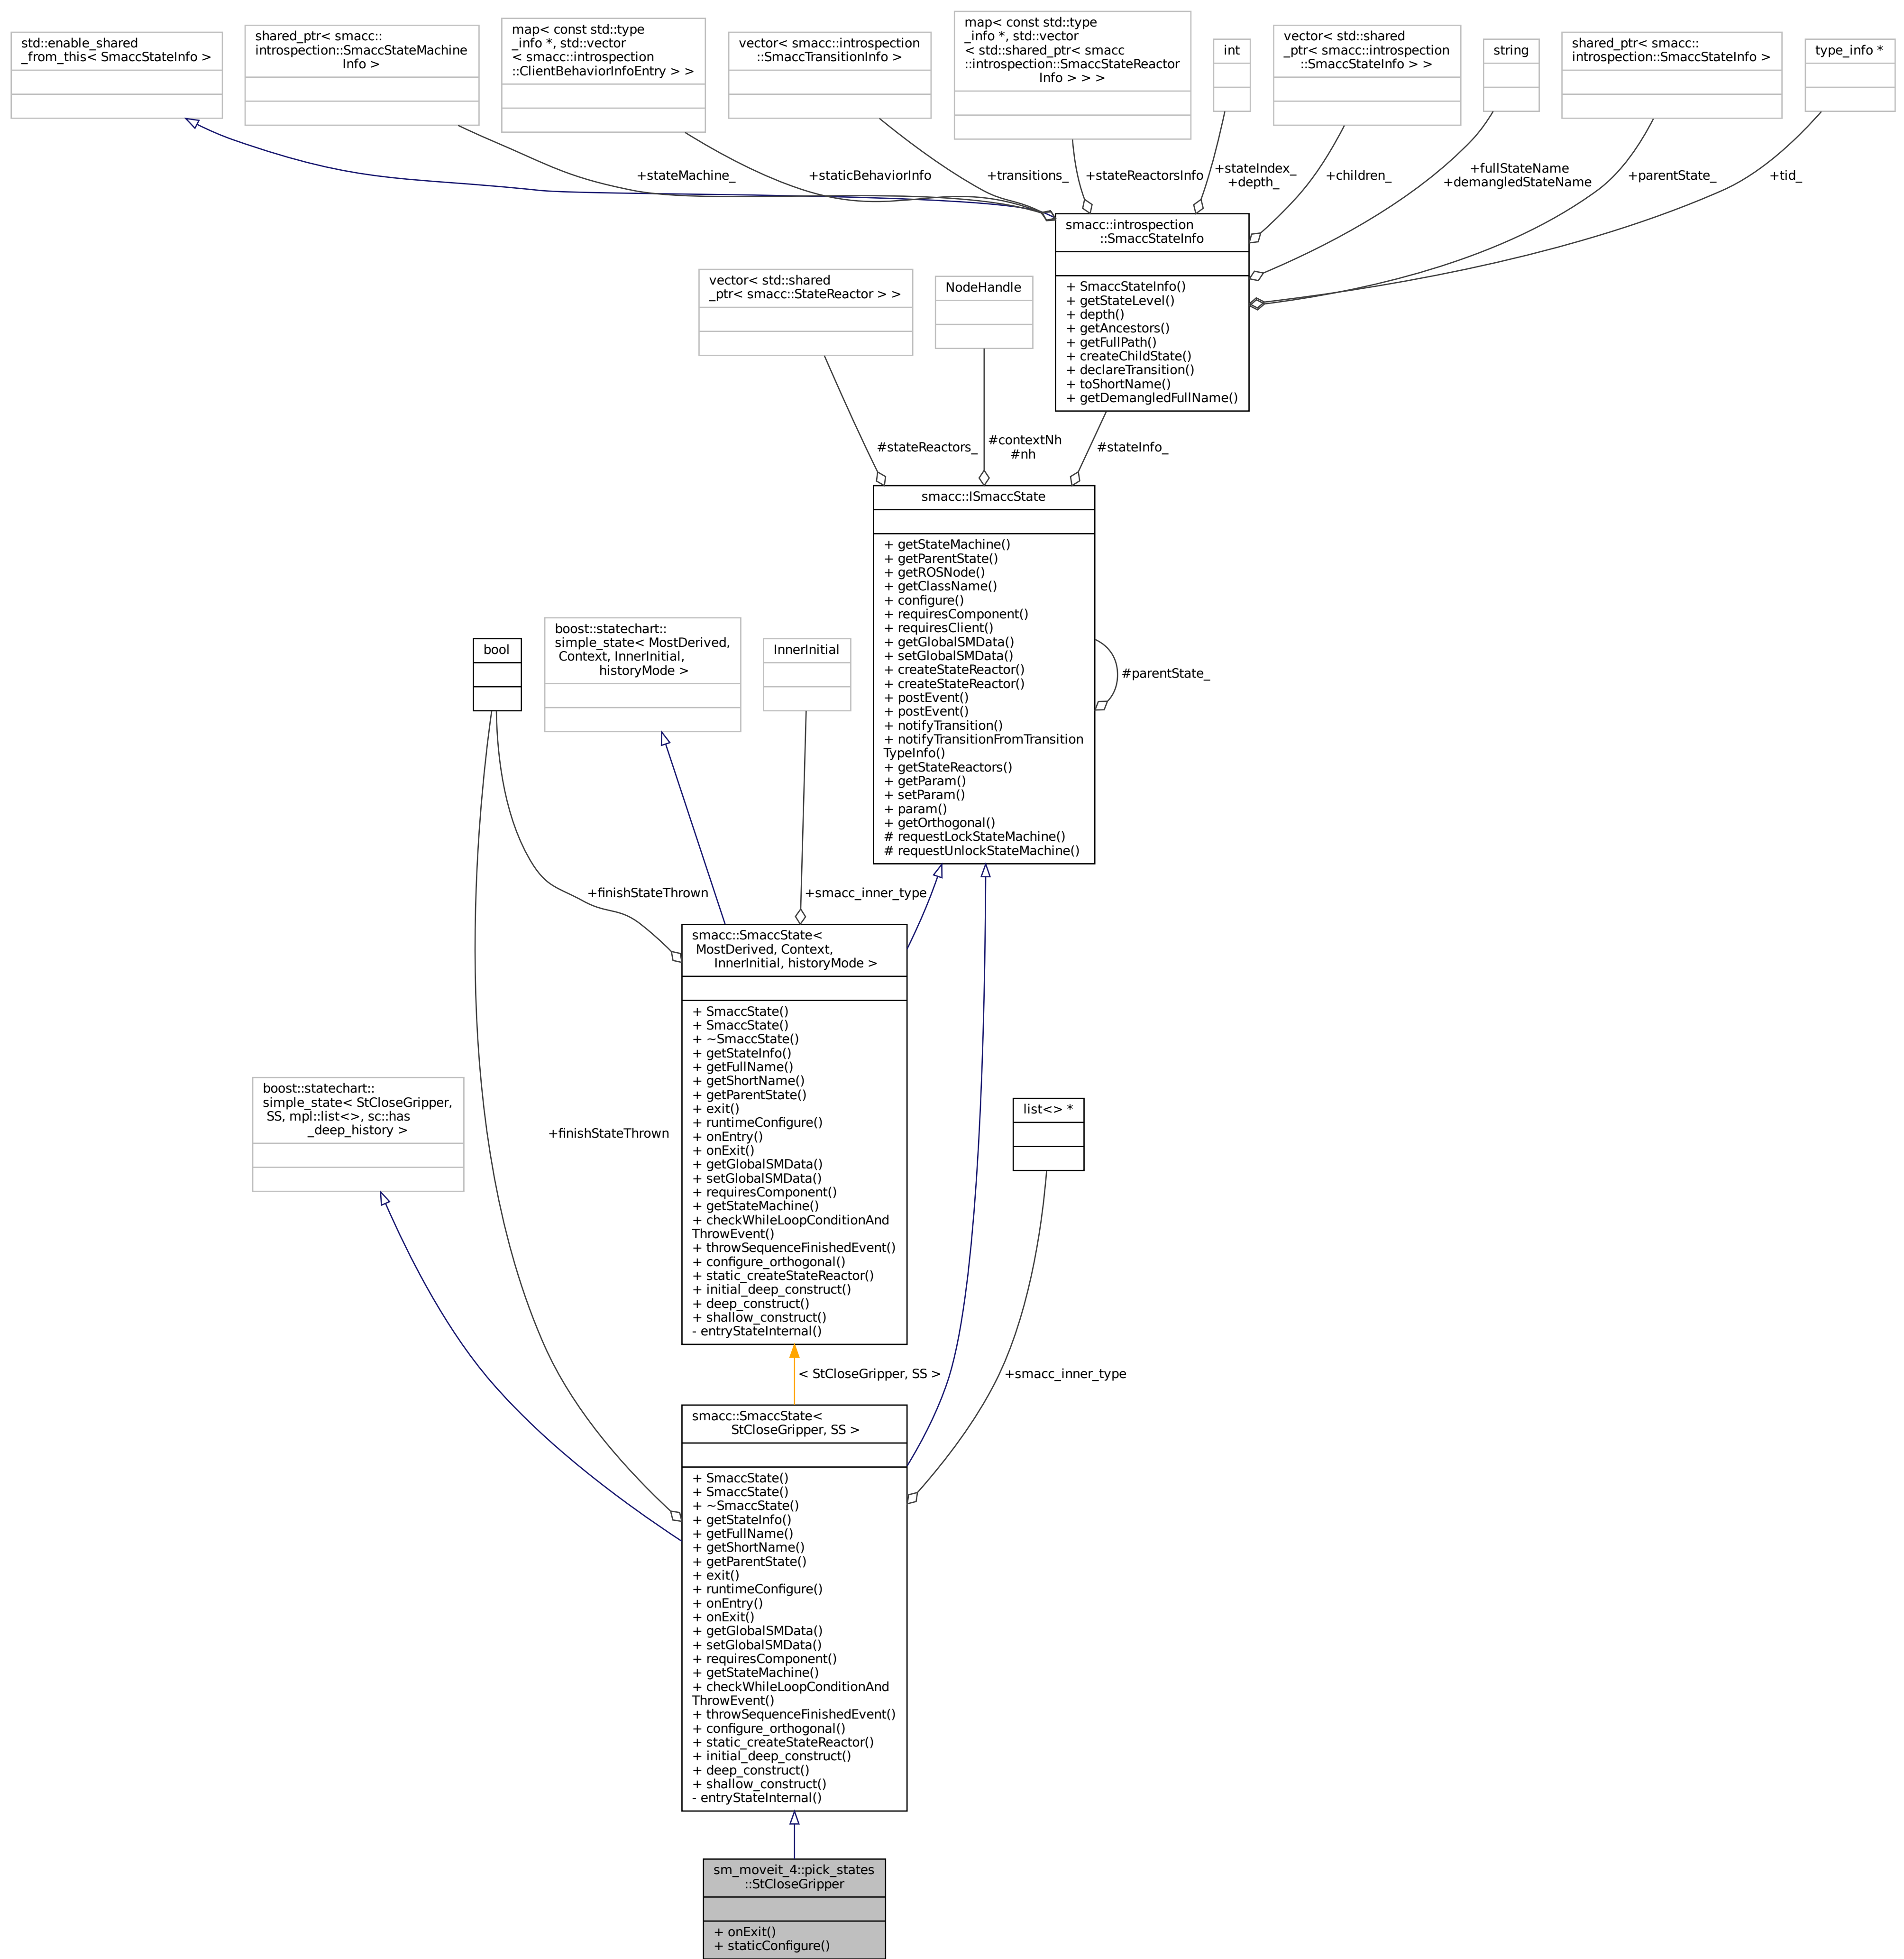 std::enable_shared
_from_this< SmaccStateInfo >
shared_ptr< smacc::
introspection::SmaccStateMachine
Info >
map< const std::type
_info *, std::vector
< smacc::introspection
::ClientBehaviorInfoEntry > >
vector< smacc::introspection
::SmaccTransitionInfo >
map< const std::type
_info *, std::vector
< std::shared_ptr< smacc
::introspection::SmaccStateReactor
Info > > >
int
vector< std::shared
_ptr< smacc::introspection
::SmaccStateInfo > >
string
shared_ptr< smacc::
introspection::SmaccStateInfo >
type_info *
+stateMachine_
+staticBehaviorInfo
+transitions_
+stateReactorsInfo
+stateIndex_
+depth_
+children_
+fullStateName
+demangledStateName
+parentState_
+tid_
smacc::introspection
::SmaccStateInfo
+ SmaccStateInfo()
+ getStateLevel()
+ depth()
+ getAncestors()
+ getFullPath()
+ createChildState()
+ declareTransition()
+ toShortName()
+ getDemangledFullName()
vector< std::shared
_ptr< smacc::StateReactor > >
NodeHandle
#stateReactors_
#contextNh
#nh
#stateInfo_
smacc::ISmaccState
+ getStateMachine()
+ getParentState()
+ getROSNode()
+ getClassName()
+ configure()
+ requiresComponent()
+ requiresClient()
+ getGlobalSMData()
+ setGlobalSMData()
+ createStateReactor()
+ createStateReactor()
+ postEvent()
+ postEvent()
+ notifyTransition()
+ notifyTransitionFromTransition
TypeInfo()
+ getStateReactors()
+ getParam()
+ setParam()
+ param()
+ getOrthogonal()
# requestLockStateMachine()
# requestUnlockStateMachine()
#parentState_
bool
boost::statechart::
simple_state< MostDerived,
Context, InnerInitial,
historyMode >
InnerInitial
+finishStateThrown
+smacc_inner_type
smacc::SmaccState<
MostDerived, Context,
InnerInitial, historyMode >
+ SmaccState()
+ SmaccState()
+ ~SmaccState()
+ getStateInfo()
+ getFullName()
+ getShortName()
+ getParentState()
+ exit()
+ runtimeConfigure()
+ onEntry()
+ onExit()
+ getGlobalSMData()
+ setGlobalSMData()
+ requiresComponent()
+ getStateMachine()
+ checkWhileLoopConditionAnd
ThrowEvent()
+ throwSequenceFinishedEvent()
+ configure_orthogonal()
+ static_createStateReactor()
+ initial_deep_construct()
+ deep_construct()
+ shallow_construct()
- entryStateInternal()
boost::statechart::
simple_state< StCloseGripper,
SS, mpl::list<>, sc::has
_deep_history >
+finishStateThrown
list<> *
< StCloseGripper, SS >
+smacc_inner_type
smacc::SmaccState<
StCloseGripper, SS >
+ SmaccState()
+ SmaccState()
+ ~SmaccState()
+ getStateInfo()
+ getFullName()
+ getShortName()
+ getParentState()
+ exit()
+ runtimeConfigure()
+ onEntry()
+ onExit()
+ getGlobalSMData()
+ setGlobalSMData()
+ requiresComponent()
+ getStateMachine()
+ checkWhileLoopConditionAnd
ThrowEvent()
+ throwSequenceFinishedEvent()
+ configure_orthogonal()
+ static_createStateReactor()
+ initial_deep_construct()
+ deep_construct()
+ shallow_construct()
- entryStateInternal()
sm_moveit_4::pick_states
::StCloseGripper
+ onExit()
+ staticConfigure()